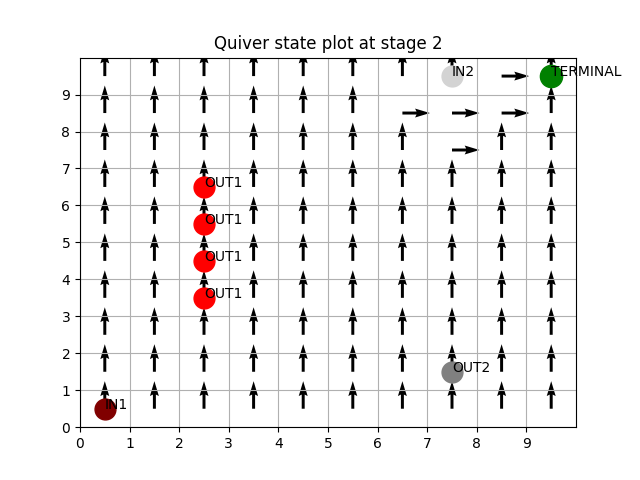 Quiver state plot at stage 2
IN2
TERMINAL
9
8
7
OUT1
6
OUT1
5
OUT1
4
OUT1
3
2
OUT2
1
IN1
0
0 1 2 3 4 5 6 7 8 9